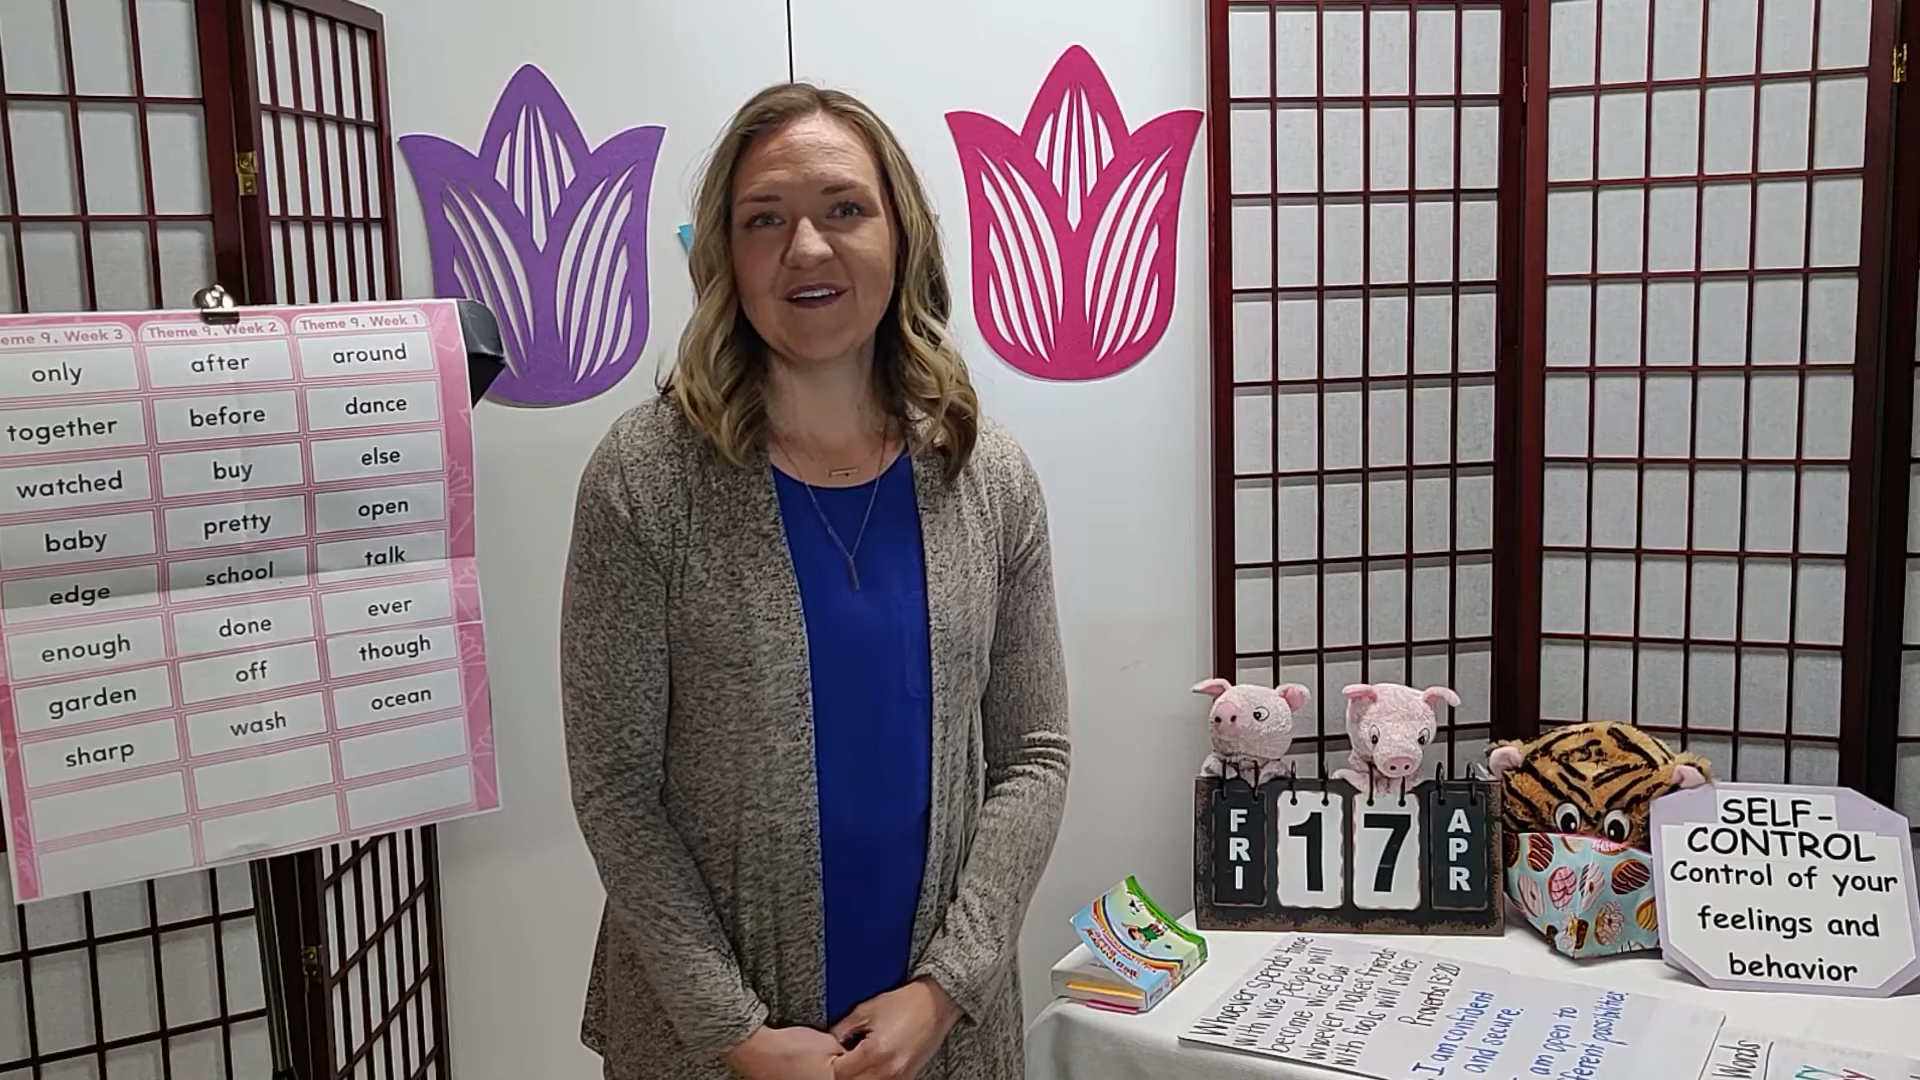 eme 9, Week 3
only
together
watched
baby
edge
enough
garden
sharp
Theme 9, Week 2
after
before
buy
pretty
school
done
off
wash
Theme 9, Week 1
around
dance
else
open
talk
ever
though
ocean
FRI
17
APR
SELF-
CONTROL
Control of your
feelings and
behavior
Whoever spends time
with wise people will
become wise. But
whoever makes friends
with fools will suffer.
Proverbs 13:20
I am confident
and secure.
I am open to
fferent possibilities
Words